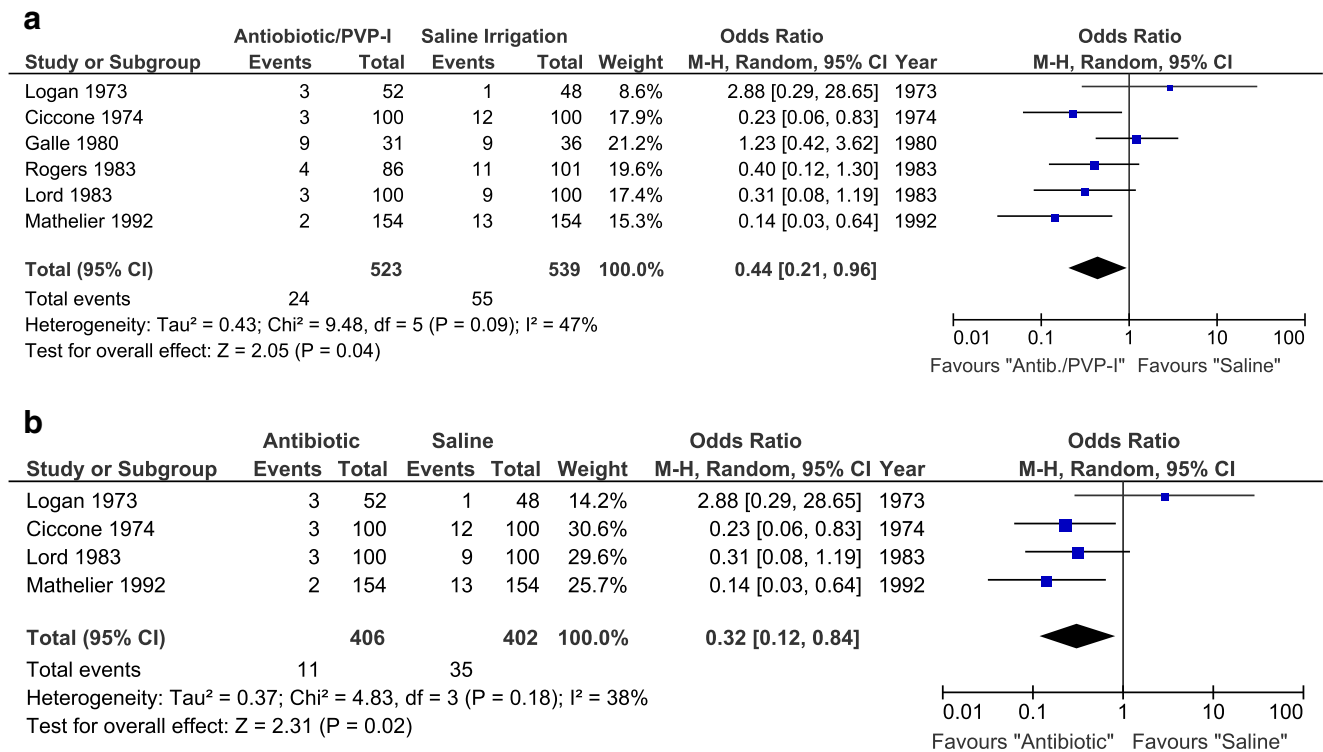 a
Antiobiotic/PVP-I Saline Irrigation Odds Ratio Odds Ratio
Study or Subgroup Events Total Events Total Weight M-H, Random, 95% CI Year M-H, Random, 95% CI
Logan 1973 3 52 1 48 8.6% 2.88 [0.29, 28.65] 1973
Ciccone 1974 3 100 12 100 17.9% 0.23 [0.06, 0.83] 1974
Galle 1980 9 31 9 36 21.2% 1.23 [0.42, 3.62] 1980
Rogers 1983 4 86 11 101 19.6% 0.40 [0.12, 1.30] 1983
Lord 1983 3 100 9 100 17.4% 0.31 [0.08, 1.19] 1983
Mathelier 1992 2 154 13 154 15.3% 0.14 [0.03, 0.64] 1992
Total (95% CI) 523 539 100.0% 0.44 [0.21, 0.96]
Total events 24 55
Heterogeneity: Tau² = 0.43; Chi² = 9.48, df = 5 (P = 0.09); I² = 47%
Test for overall effect: Z = 2.05 (P = 0.04)
0.01 0.1 1 10 100
Favours "Antib./PVP-I" Favours "Saline"
b
Antibiotic Saline Odds Ratio Odds Ratio
Study or Subgroup Events Total Events Total Weight M-H, Random, 95% CI Year M-H, Random, 95% CI
Logan 1973 3 52 1 48 14.2% 2.88 [0.29, 28.65] 1973
Ciccone 1974 3 100 12 100 30.6% 0.23 [0.06, 0.83] 1974
Lord 1983 3 100 9 100 29.6% 0.31 [0.08, 1.19] 1983
Mathelier 1992 2 154 13 154 25.7% 0.14 [0.03, 0.64] 1992
Total (95% CI) 406 402 100.0% 0.32 [0.12, 0.84]
Total events 11 35
Heterogeneity: Tau² = 0.37; Chi² = 4.83, df = 3 (P = 0.18); I² = 38%
Test for overall effect: Z = 2.31 (P = 0.02)
0.01 0.1 1 10 100
Favours "Antibiotic" Favours "Saline"